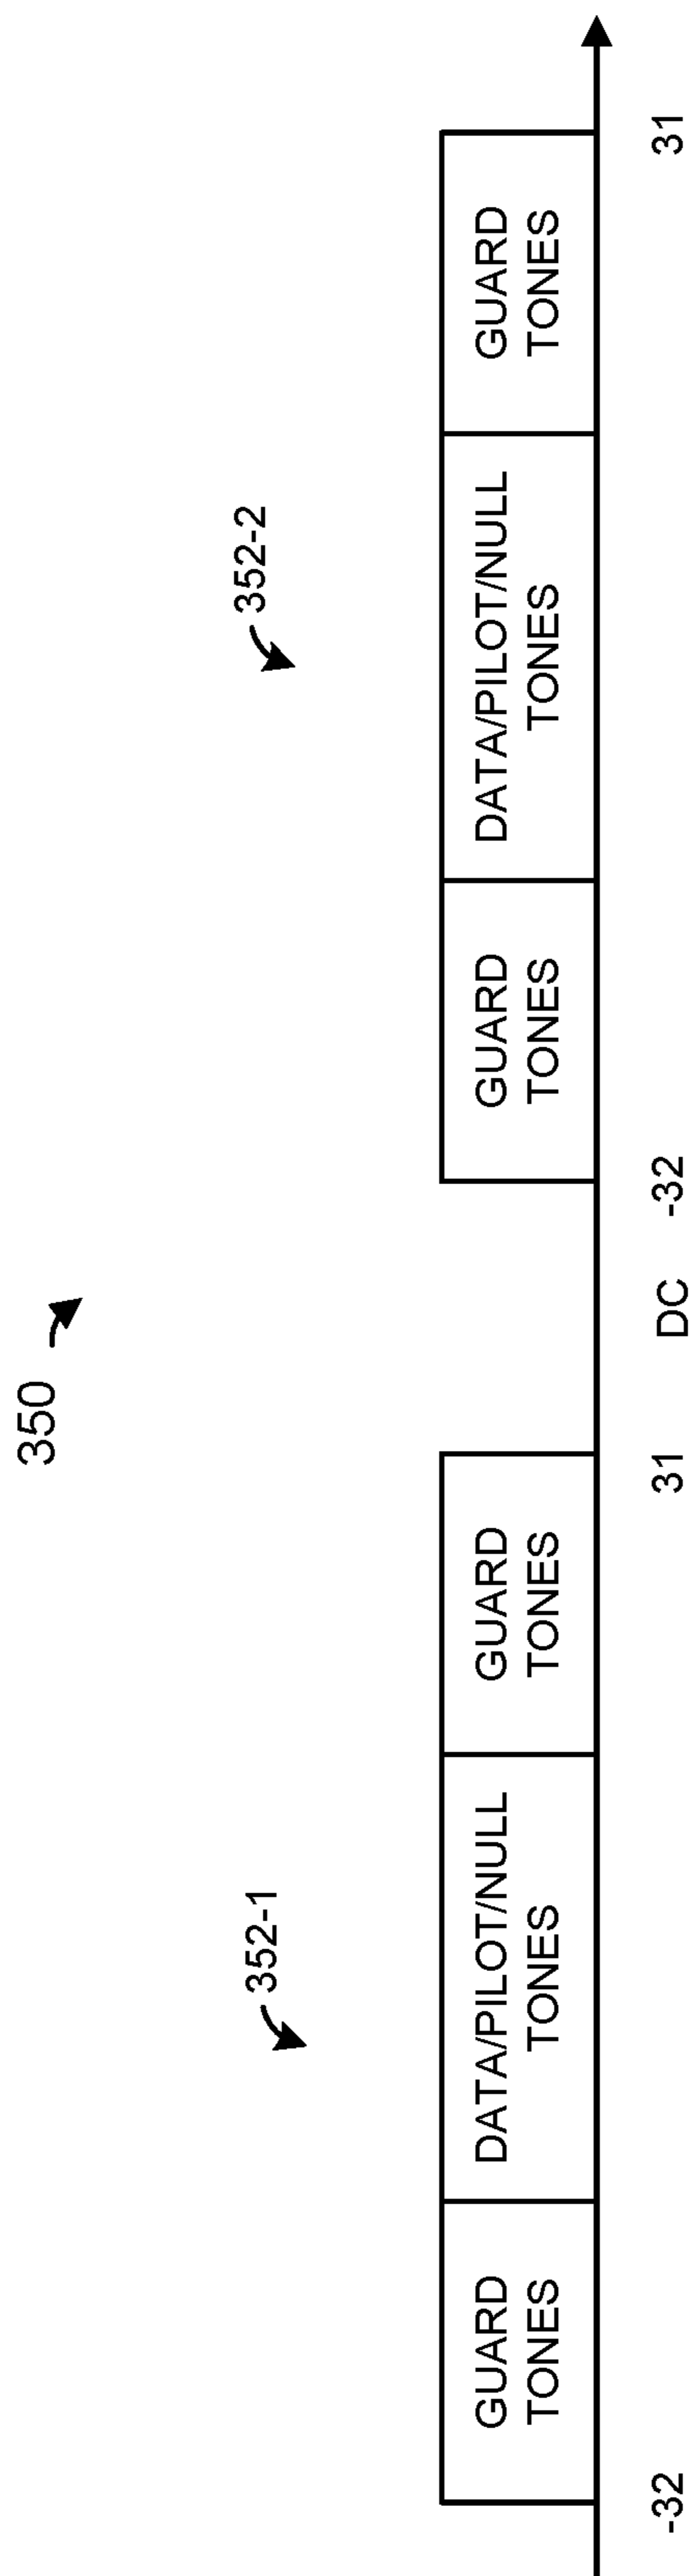 350
352-1
352-2
GUARD
TONES
DATA/PILOT/NULL
TONES
GUARD
TONES
GUARD
TONES
DATA/PILOT/NULL
TONES
GUARD
TONES
-32
31
DC
-32
31